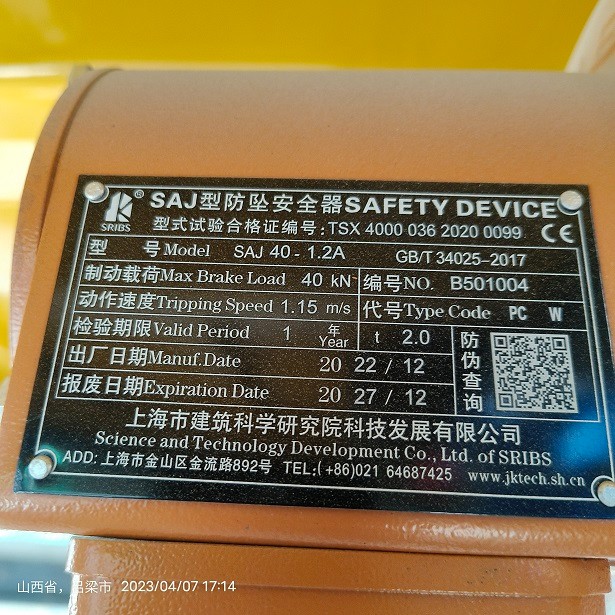 SAJ型防坠安全器SAFETY DEVICE
® SRIBS
型式试验合格证编号:TSX 4000 036 2020 0099 CE
型 号Model SAJ 40-1.2A GB/T 34025-2017
制动载荷Max Brake Load 40 kN 编号NO. B501004
动作速度Tripping Speed 1.15 m/s 代号Type Code PC W
检验期限Valid Period 1 年Year t 2.0
防伪查询
出厂日期Manuf.Date 20 22 / 12
报废日期Expiration Date 20 27 / 12
上海市建筑科学研究院科技发展有限公司
Science and Technology Development Co., Ltd. of SRIBS
ADD: 上海市金山区金流路892号 TEL:(+86)021 64687425 www.jktech.sh.cn
山西省，吕梁市 2023/04/07 17:14